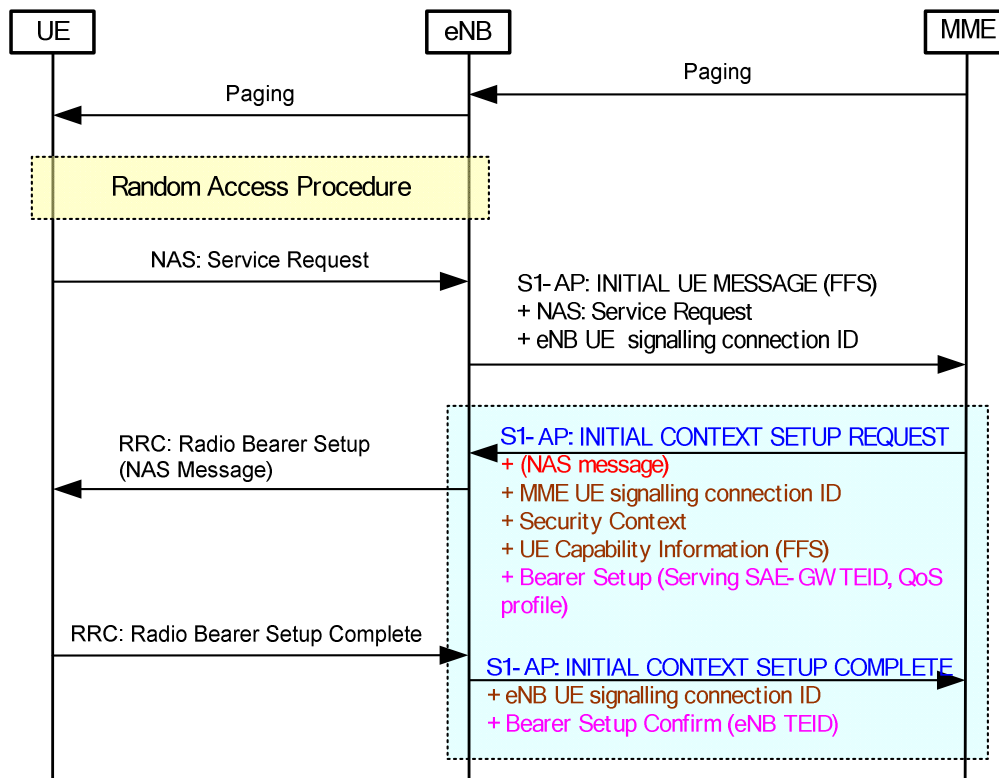 UE
eNB
MME
Paging
Paging
Random Access Procedure
NAS: Service Request
S1-AP: INITIAL UE MESSAGE (FFS)
+ NAS: Service Request
+ eNB UE signalling connection ID
RRC: Radio Bearer Setup
(NAS Message)
S1-AP: INITIAL CONTEXT SETUP REQUEST
+ (NAS message)
+ MME UE signalling connection ID
+ Security Context
+ UE Capability Information (FFS)
+ Bearer Setup (Serving SAE-GW TEID, QoS
profile)
RRC: Radio Bearer Setup Complete
S1-AP: INITIAL CONTEXT SETUP COMPLETE
+ eNB UE signalling connection ID
+ Bearer Setup Confirm (eNB TEID)